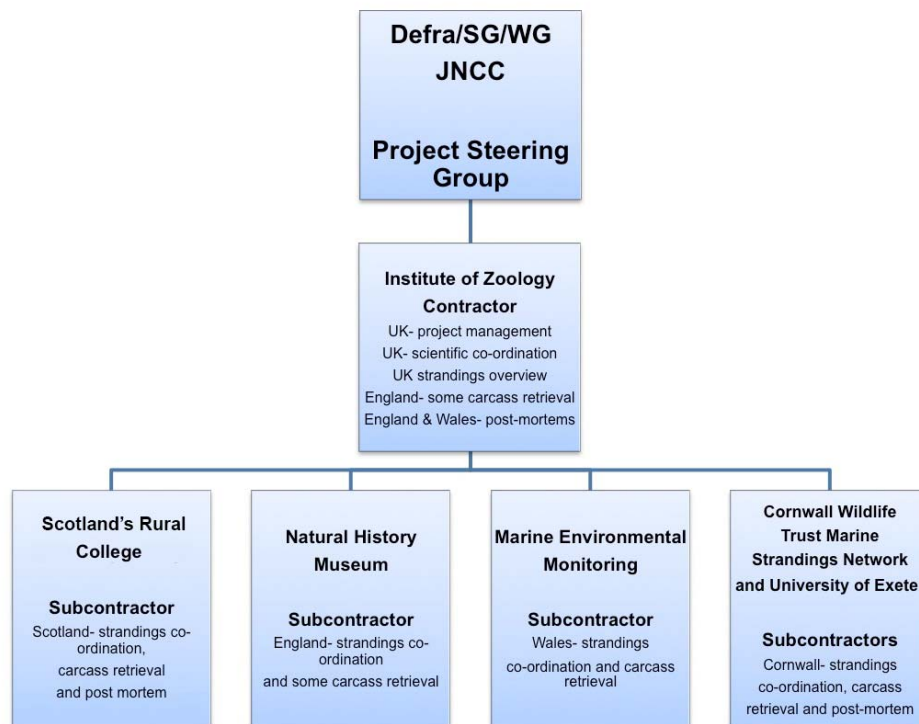 Defra/SG/WG
JNCC
Project Steering
Group
Institute of Zoology
Contractor
UK- project management
UK- scientific co-ordination
UK strandings overview
England- some carcass retrieval
England & Wales- post-mortems
Scotland's Rural
College
Subcontractor
Scotland- strandings co-
ordination,
carcass retrieval
and post mortem
Natural History
Museum
Subcontractor
England- strandings co-
ordination
and some carcass retrieval
Marine Environmental
Monitoring
Subcontractor
Wales- strandings
co-ordination and carcass
retrieval
Cornwall Wildlife
Trust Marine
Strandings Network
and University of Exete
Subcontractors
Cornwall- strandings
co-ordination, carcass
retrieval and post-mortem